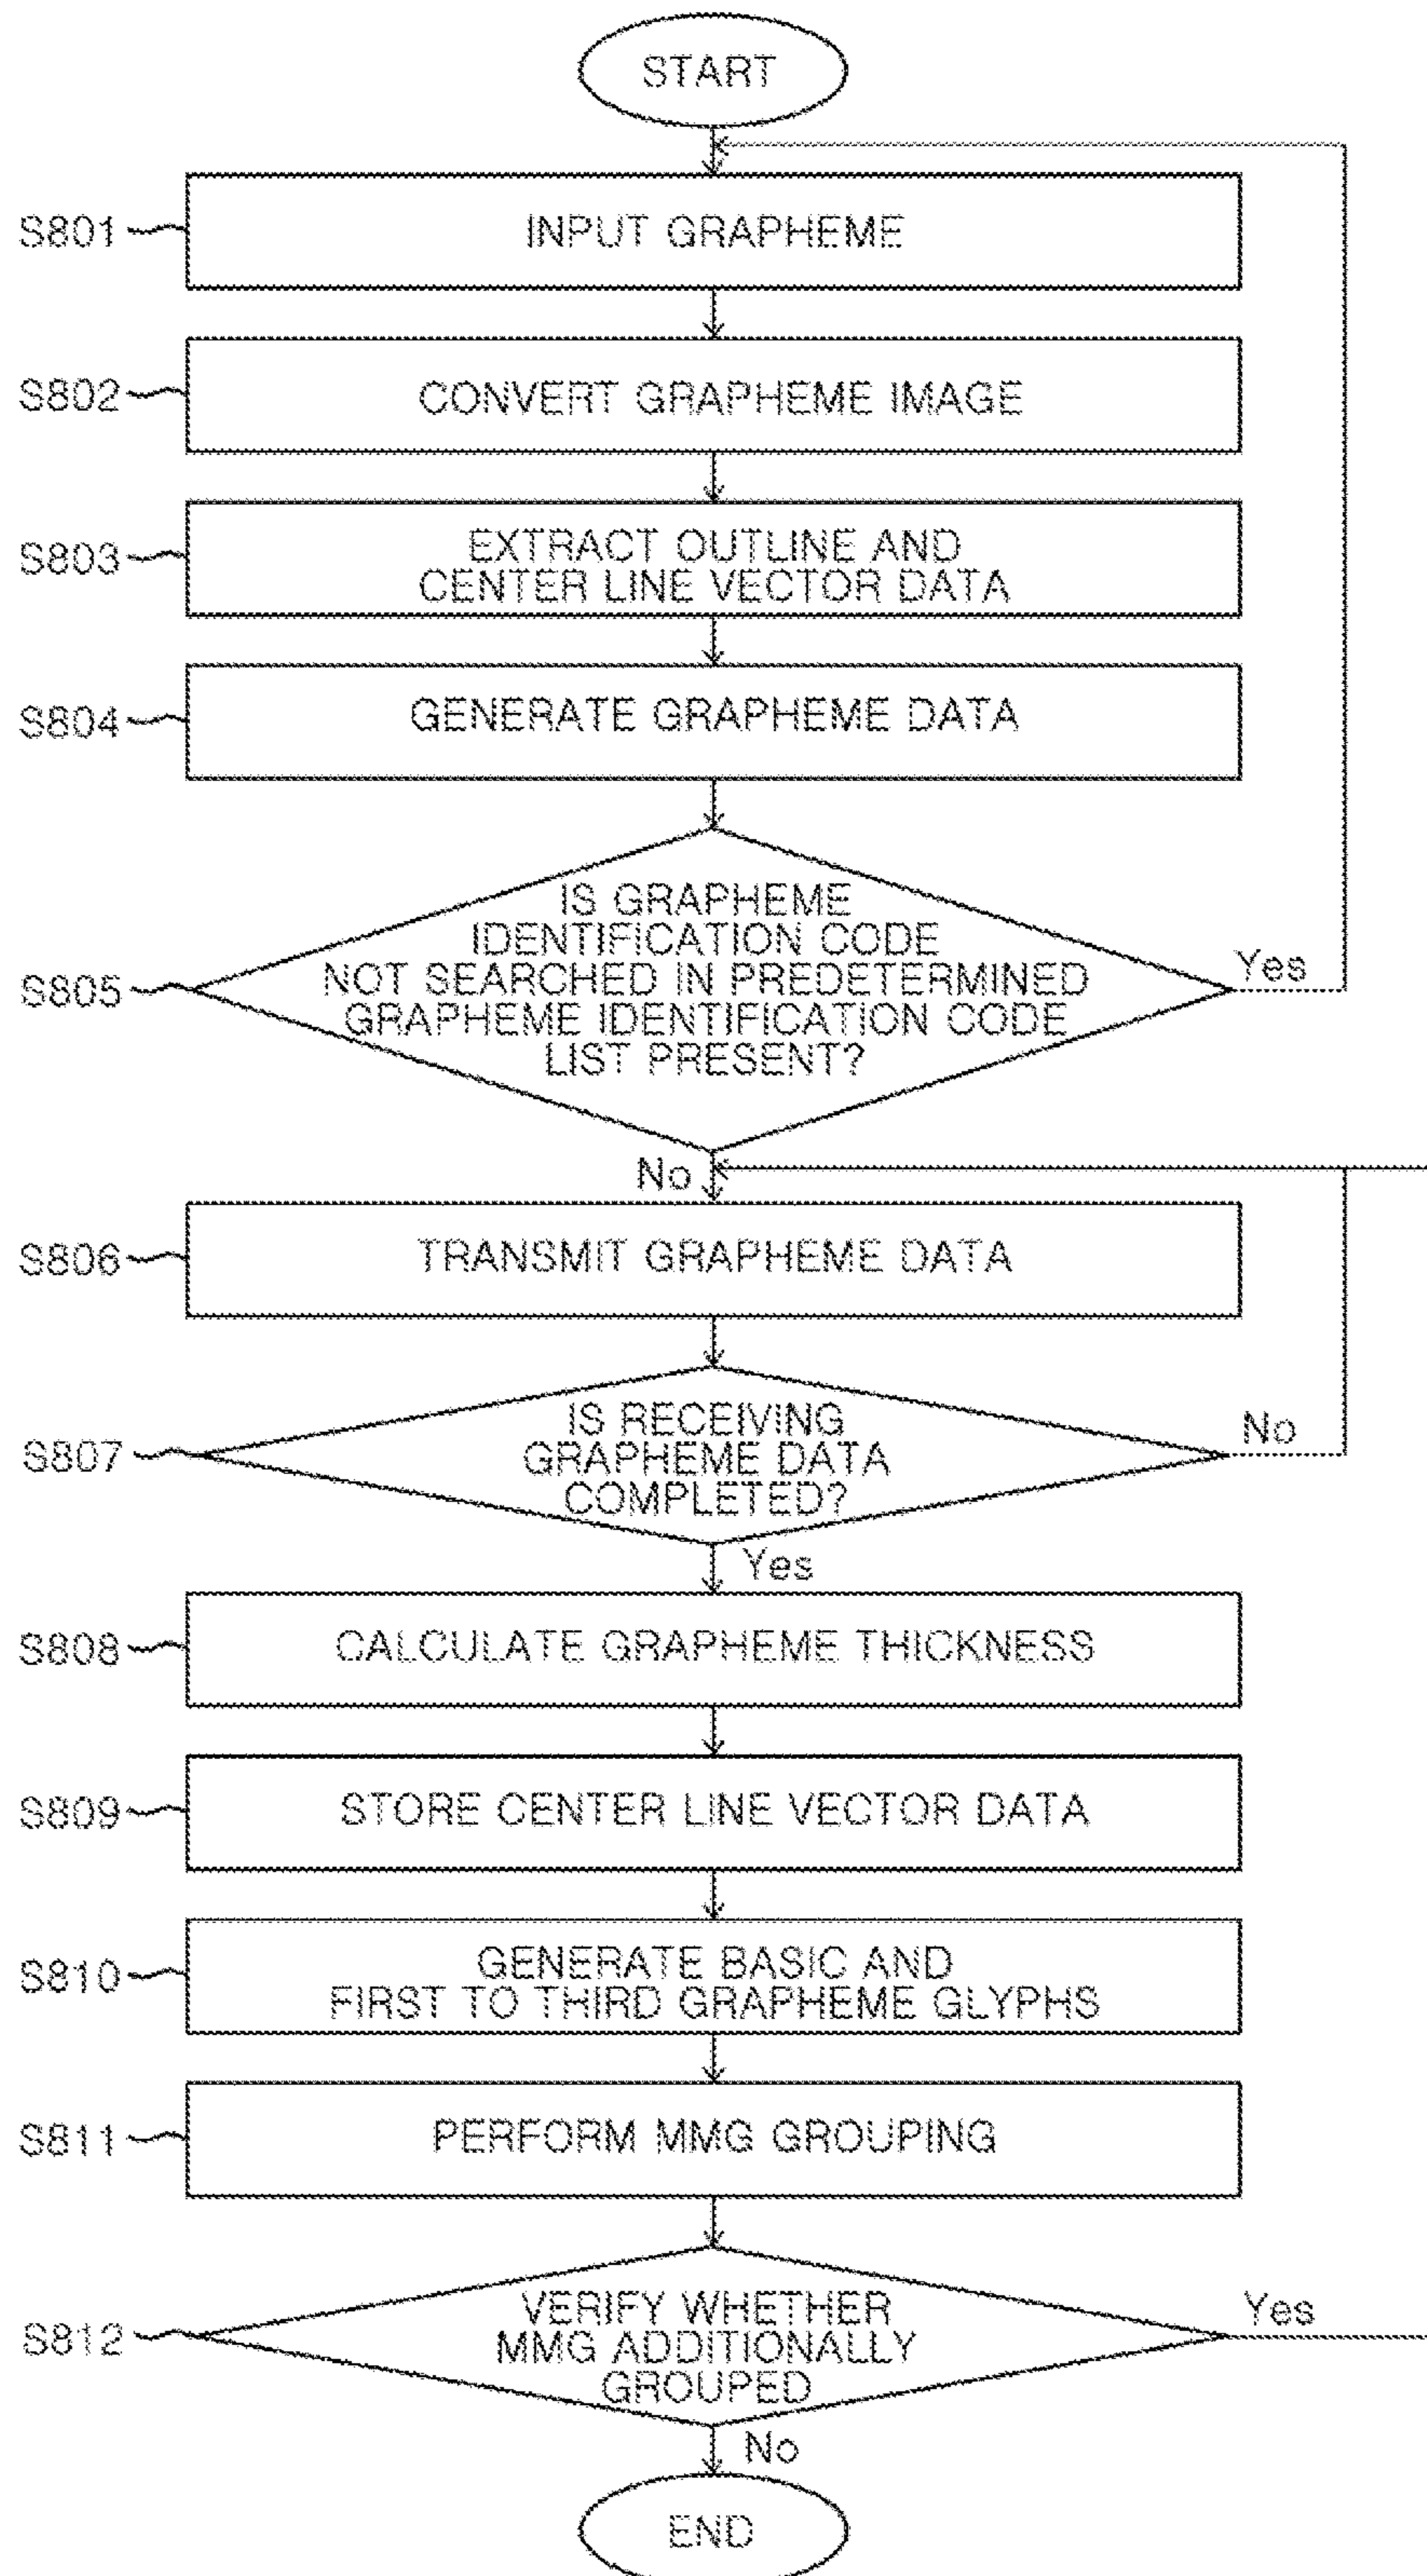 START
S801
INPUT GRAPHEME
S802
CONVERT GRAPHEME IMAGE
S803
EXTRACT OUTLINE AND
CENTER LINE VECTOR DATA
S804
GENERATE GRAPHEME DATA
S805
IS GRAPHEME
IDENTIFICATION CODE
NOT SEARCHED IN PREDETERMINED
GRAPHEME IDENTIFICATION CODE
LIST PRESENT?
Yes
No
S806
TRANSMIT GRAPHEME DATA
S807
IS RECEIVING
GRAPHEME DATA
COMPLETED?
No
Yes
S808
CALCULATE GRAPHEME THICKNESS
S809
STORE CENTER LINE VECTOR DATA
S810
GENERATE BASIC AND
FIRST TO THIRD GRAPHEME GLYPHS
S811
PERFORM MMG GROUPING
S812
VERIFY WHETHER
MMG ADDITIONALLY
GROUPED
Yes
No
END